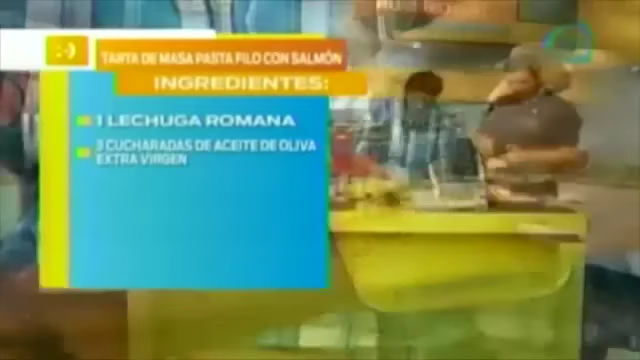 :-)
TARTA DE MASA PASTA FILO CON SALMÓN
INGREDIENTES:
1 LECHUGA ROMANA
3 CUCHARADAS DE ACEITE DE OLIVA
EXTRA VIRGEN